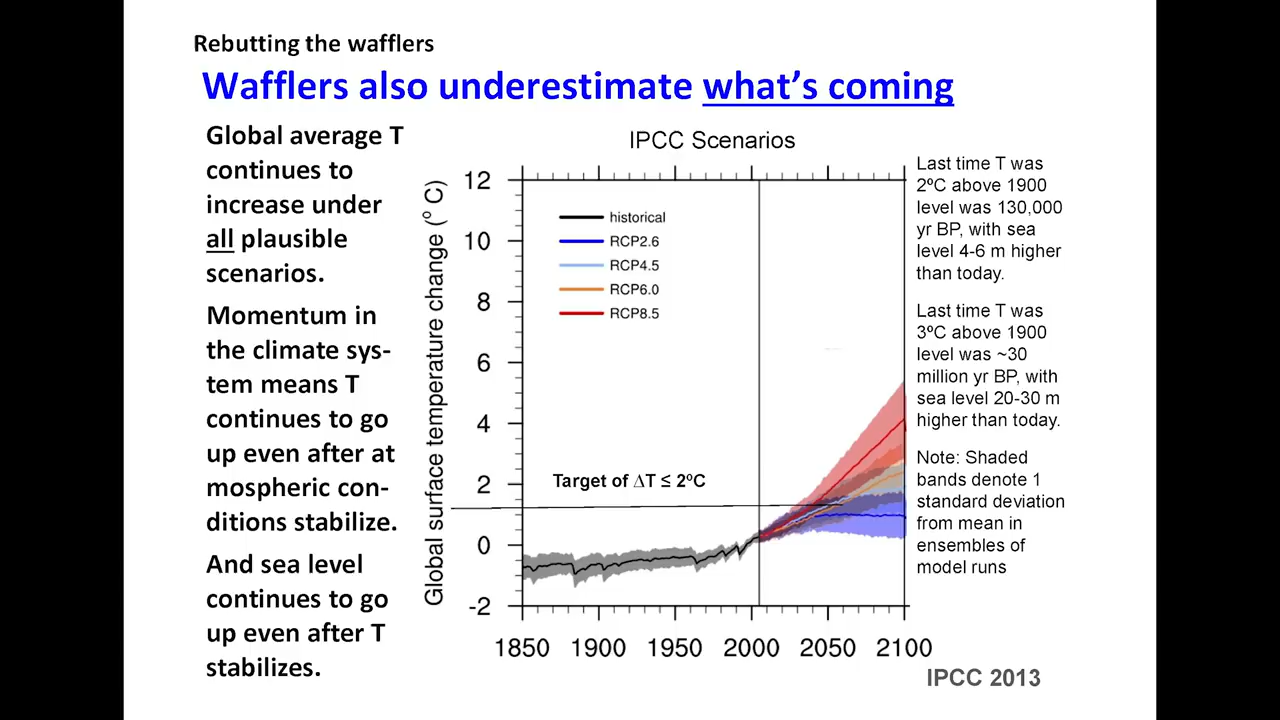 Rebutting the wafflers
Wafflers also underestimate what's coming
Global average T
continues to
increase under
all plausible
scenarios.
Momentum in
the climate sys-
tem means T
continues to go
up even after at
mospheric con-
ditions stabilize.
And sea level
continues to go
up even after T
stabilizes.
IPCC Scenarios
Global surface temperature change (º C)
12
10
8
6
4
2
0
-2
historical
RCP2.6
RCP4.5
RCP6.0
RCP8.5
Target of ΔT ≤ 2ºC
1850 1900 1950 2000 2050 2100
Last time T was
2ºC above 1900
level was 130,000
yr BP, with sea
level 4-6 m higher
than today.
Last time T was
3ºC above 1900
level was ~30
million yr BP, with
sea level 20-30 m
higher than today.
Note: Shaded
bands denote 1
standard deviation
from mean in
ensembles of
model runs
IPCC 2013